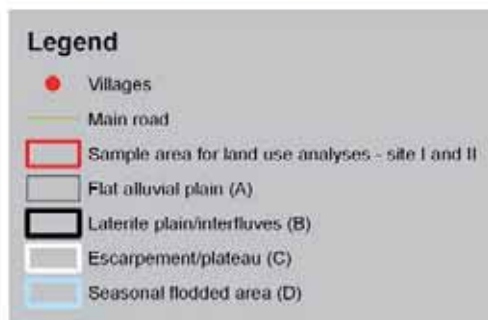 Legend
Villages
Main road
Sample area for land use analyses - site I and II
Flat alluvial plain (A)
Laterite plain/interfluves (B)
Escarpement/plateau (C)
Seasonal flodded area (D)